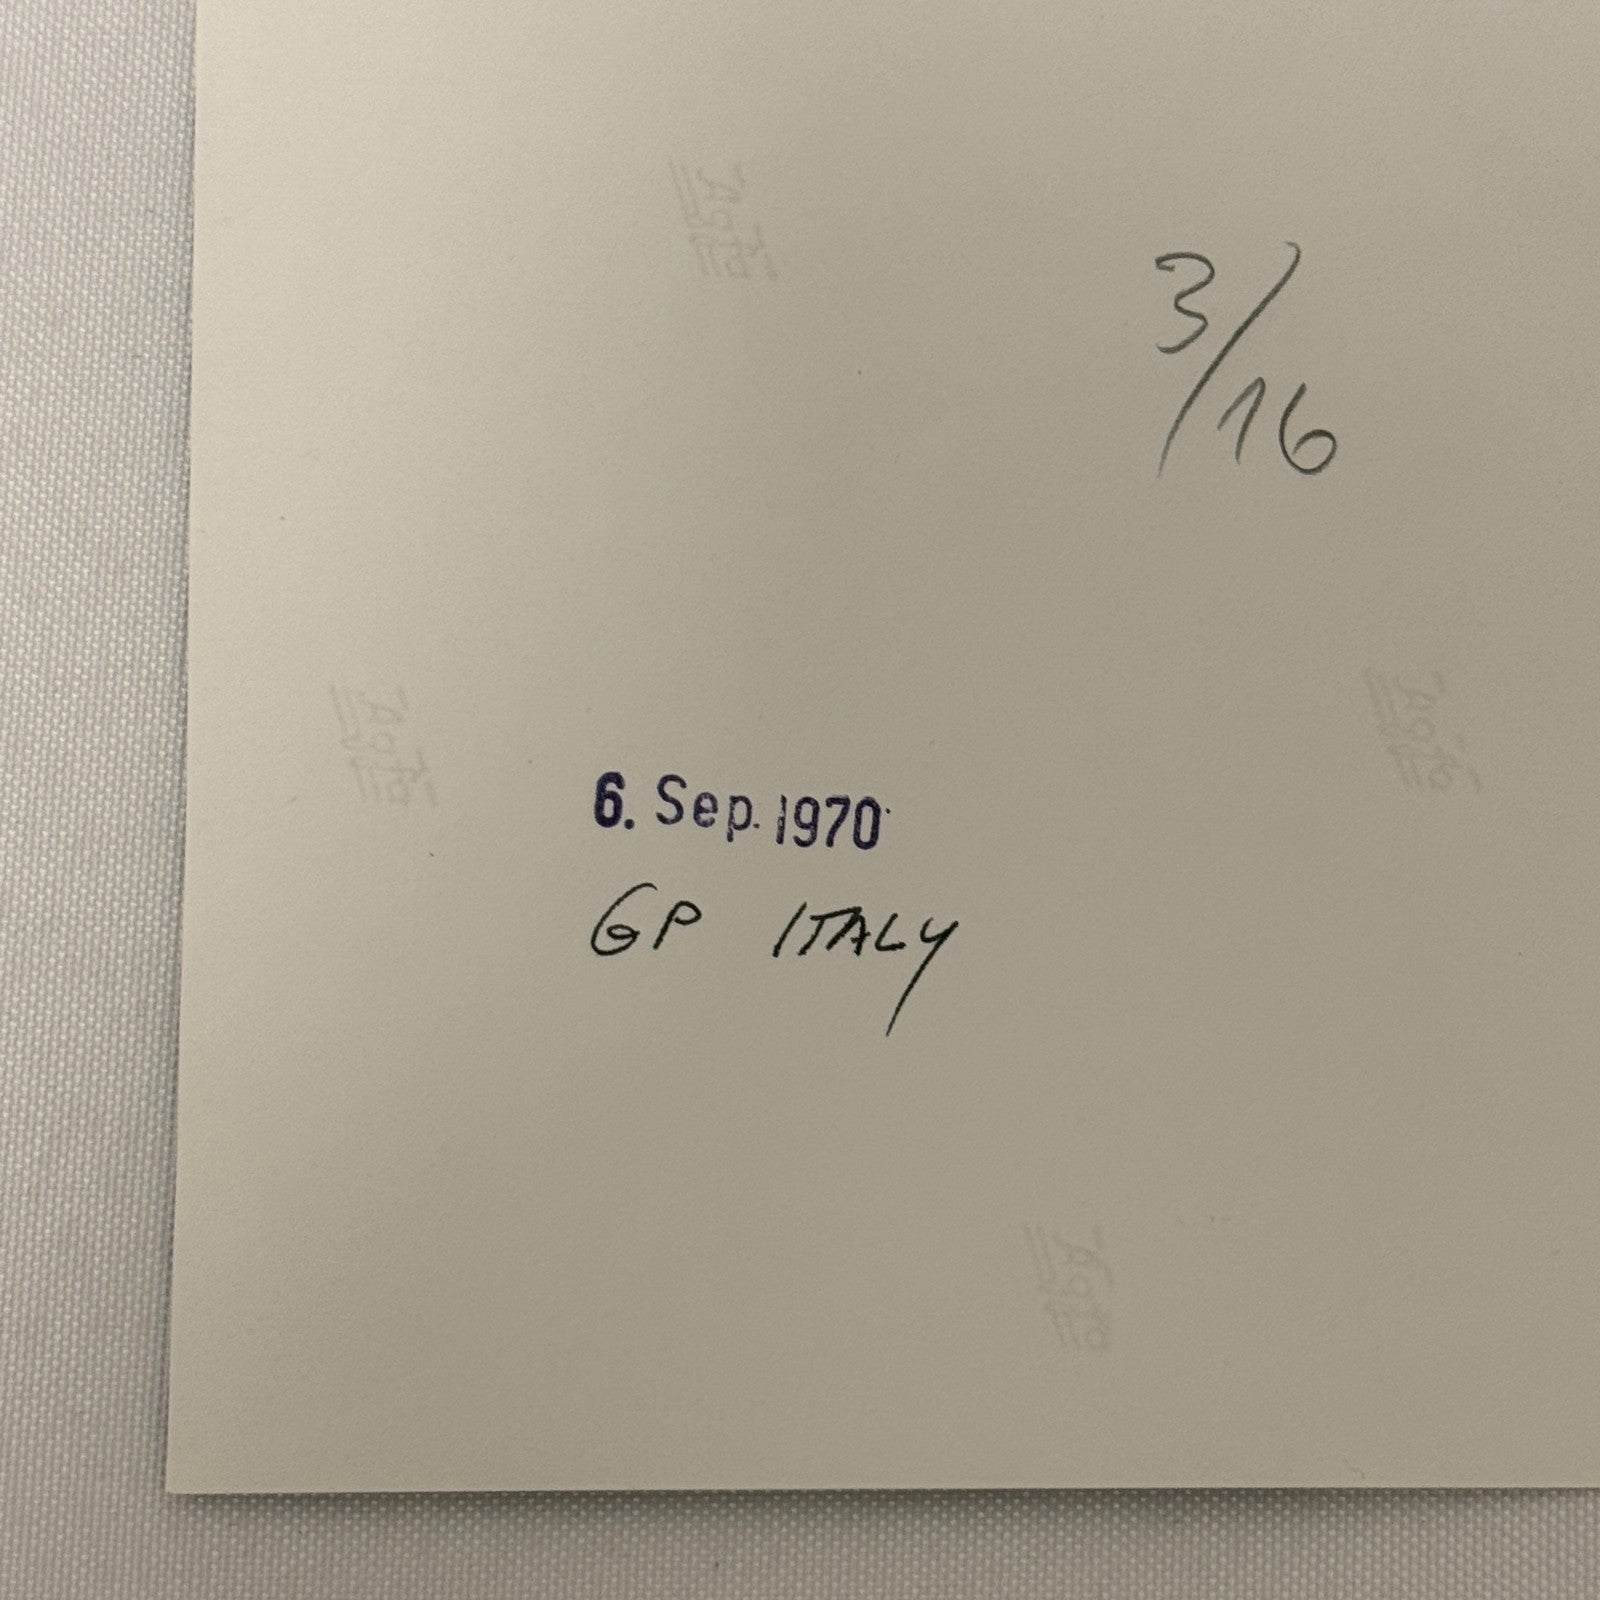 3/16
6. Sep. 1970
GP ITALY